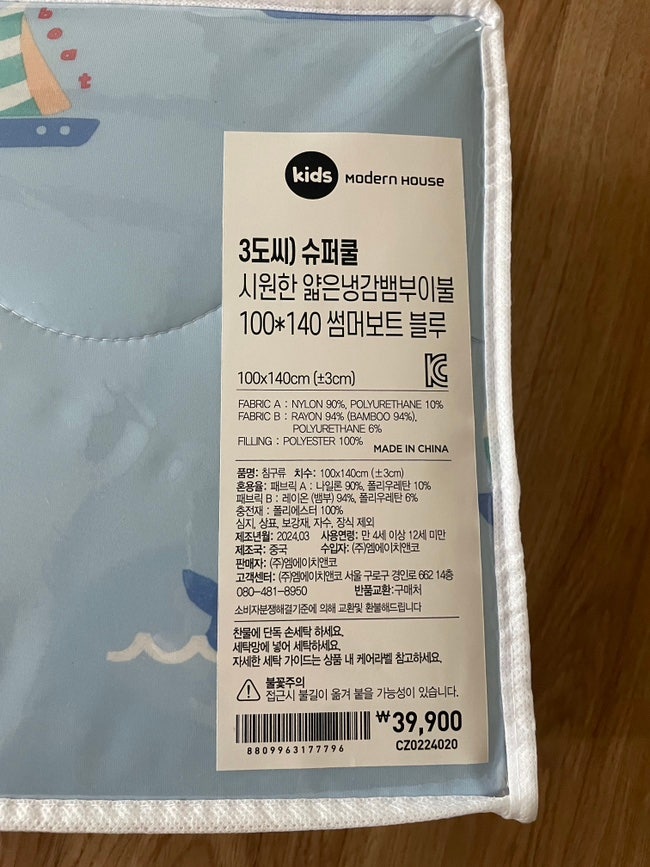 boat
kids MODERN HOUSE
3도씨) 슈퍼쿨
시원한 얇은냉감뱀부이불
100*140 썸머보트 블루
100x140cm (±3cm)
FABRIC A : NYLON 90%, POLYURETHANE 10%
FABRIC B : RAYON 94% (BAMBOO 94%),
POLYURETHANE 6%
FILLING : POLYESTER 100%
MADE IN CHINA
품명: 침구류 치수: 100x140cm (±3cm)
혼용율: 패브릭 A : 나일론 90%, 폴리우레탄 10%
패브릭 B : 레이온 (뱀부) 94%, 폴리우레탄 6%
충전재 : 폴리에스터 100%
심지, 상표, 보강재, 자수, 장식 제외
제조년월: 2024.03 사용연령: 만 4세 이상 12세 미만
제조국: 중국 수입자: (주)엠에이치앤코
판매자: (주)엠에이치앤코
고객센터: (주)엠에이치앤코 서울 구로구 경인로 662 14층
080-481-8950 반품교환:구매처
소비자분쟁해결기준에 의해 교환및 환불해드립니다
찬물에 단독 손세탁 하세요.
세탁망에 넣어 세탁하세요.
자세한 세탁 가이드는 상품 내 케어라벨 참고하세요.
불꽃주의
접근시 불길이 옮겨 붙을 가능성이 있습니다.
₩39,900
8809963177796
CZ0224020